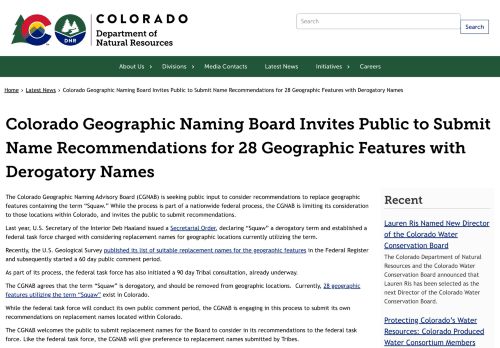 COLORADO
Department of
Natural Resources
DNR
Search
Search
About Us
Divisions
Media Contacts
Latest News
Initiatives
Careers
Home › Latest News › Colorado Geographic Naming Board Invites Public to Submit Name Recommendations for 28 Geographic Features with Derogatory Names
Colorado Geographic Naming Board Invites Public to Submit
Name Recommendations for 28 Geographic Features with
Derogatory Names
The Colorado Geographic Naming Advisory Board (CGNAB) is seeking public input to consider recommendations to replace geographic
features containing the term “Squaw.” While the process is part of a nationwide federal process, the CGNAB is limiting its consideration
to those locations within Colorado, and invites the public to submit recommendations.
Last year, U.S. Secretary of the Interior Deb Haaland issued a Secretarial Order, declaring “Squaw” a derogatory term and established a
federal task force charged with considering replacement names for geographic locations currently utilizing the term.
Recently, the U.S. Geological Survey published its list of suitable replacement names for the geographic features in the Federal Register
and subsequently started a 60 day public comment period.
As part of its process, the federal task force has also initiated a 90 day Tribal consultation, already underway.
The CGNAB agrees that the term “Squaw” is derogatory, and should be removed from geographic locations. Currently, 28 geographic
features utilizing the term “Squaw” exist in Colorado.
While the federal task force will conduct its own public comment period, the CGNAB is engaging in this process to submit its own
recommendations on replacement names located within Colorado.
The CGNAB welcomes the public to submit replacement names for the Board to consider in its recommendations to the federal task
force. Like the federal task force, the CGNAB will give preference to replacement names submitted by Tribes.
Recent
Lauren Ris Named New Director
of the Colorado Water
Conservation Board
The Colorado Department of Natural
Resources and the Colorado Water
Conservation Board announced that
Lauren Ris has been selected as the
next Director of the Colorado Water
Conservation Board.
Protecting Colorado’s Water
Resources: Colorado Produced
Water Consortium Members